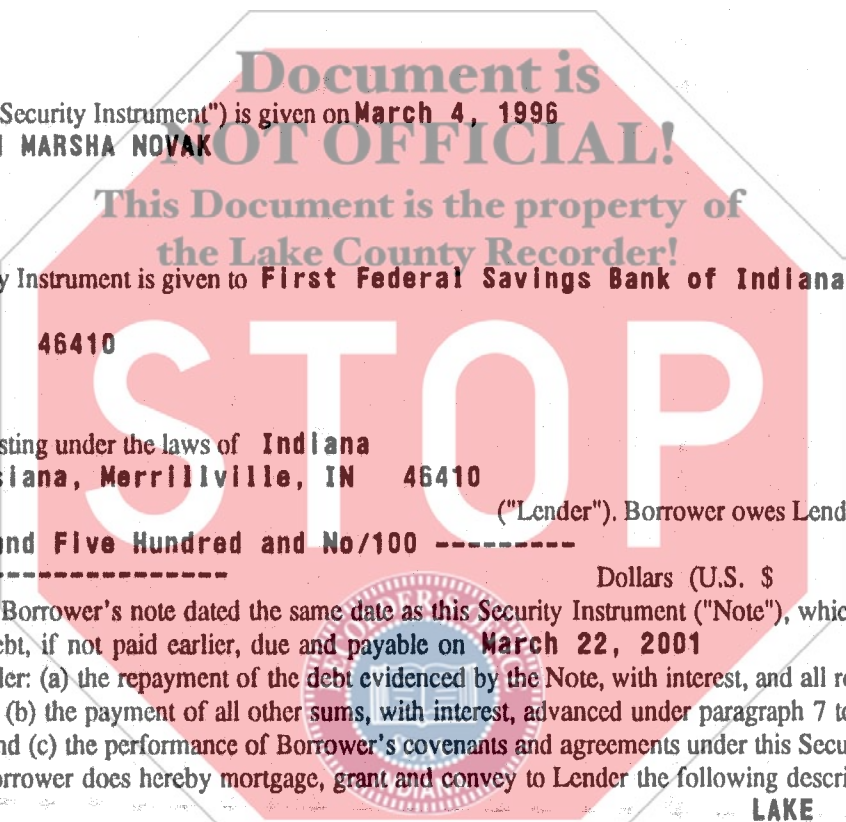 Document is
Security Instrument") is given on March 4, 1996
NOT OFFICIAL!
MARSHA NOVAK
This Document is the property of
the Lake County Recorder!
Instrument is given to First Federal Savings Bank of Indiana
46410
STOP
sting under the laws of Indiana
siana, Merrillville, IN 46410
("Lender"). Borrower owes Lend
nd Five Hundred and No/100 ---------
-----------------
Dollars (U.S. $
Borrower's note dated the same date as this Security Instrument ("Note"), whic
ebt, if not paid earlier, due and payable on March 22, 2001
der: (a) the repayment of the debt evidenced by the Note, with interest, and all r
(b) the payment of all other sums, with interest, advanced under paragraph 7 to
nd (c) the performance of Borrower's covenants and agreements under this Secu
orrower does hereby mortgage, grant and convey to Lender the following descri
LAKE